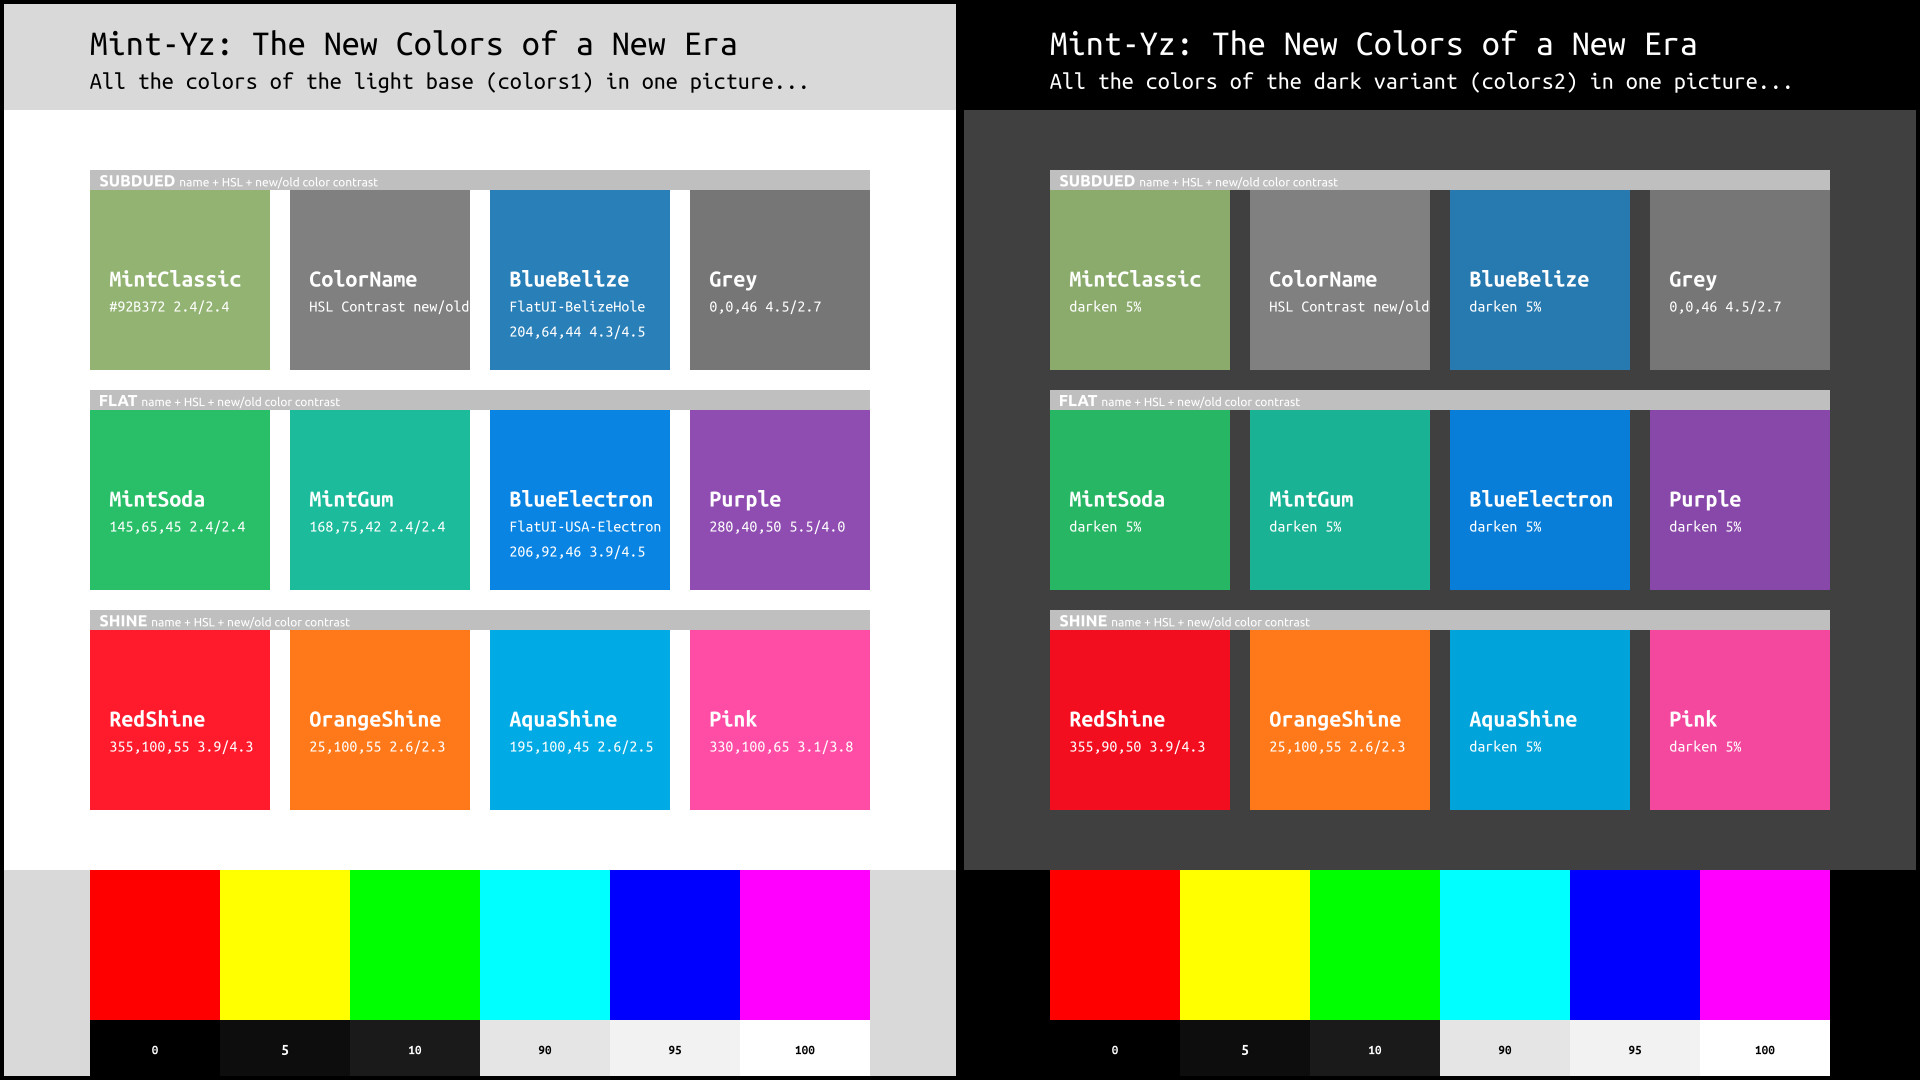 Mint-Yz: The New Colors of a New Era
All the colors of the light base (colors1) in one picture...
SUBDUED name + HSL + new/old color contrast
MintClassic
#92B372 2.4/2.4
ColorName
HSL Contrast new/old
BlueBelize
FlatUI-BelizeHole
204,64,44 4.3/4.5
Grey
0,0,46 4.5/2.7
FLAT name + HSL + new/old color contrast
MintSoda
145,65,45 2.4/2.4
MintGum
168,75,42 2.4/2.4
BlueElectron
FlatUI-USA-Electron
206,92,46 3.9/4.5
Purple
280,40,50 5.5/4.0
SHINE name + HSL + new/old color contrast
RedShine
355,100,55 3.9/4.3
OrangeShine
25,100,55 2.6/2.3
AquaShine
195,100,45 2.6/2.5
Pink
330,100,65 3.1/3.8
0 5 10 90 95 100
Mint-Yz: The New Colors of a New Era
All the colors of the dark variant (colors2) in one picture...
SUBDUED name + HSL + new/old color contrast
MintClassic
darken 5%
ColorName
HSL Contrast new/old
BlueBelize
darken 5%
Grey
0,0,46 4.5/2.7
FLAT name + HSL + new/old color contrast
MintSoda
darken 5%
MintGum
darken 5%
BlueElectron
darken 5%
Purple
darken 5%
SHINE name + HSL + new/old color contrast
RedShine
355,90,50 3.9/4.3
OrangeShine
25,100,55 2.6/2.3
AquaShine
darken 5%
Pink
darken 5%
0 5 10 90 95 100